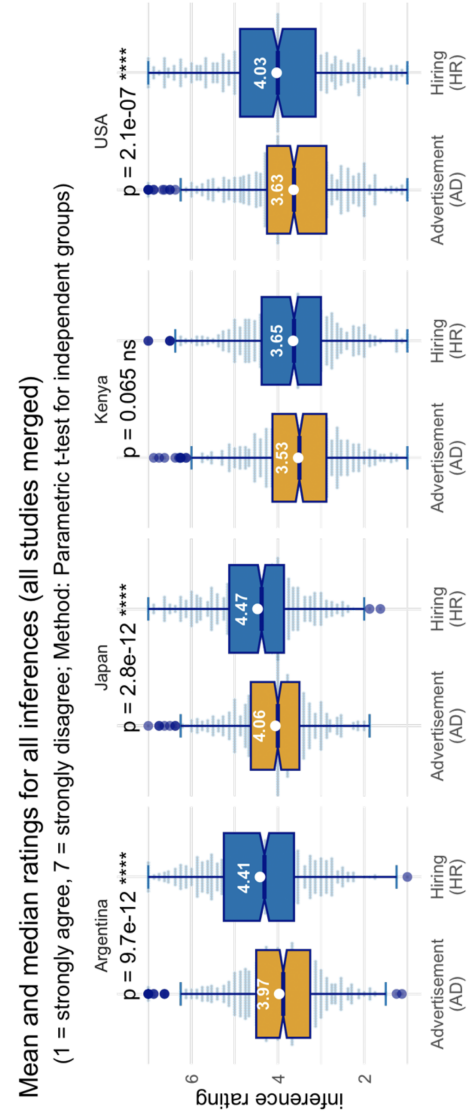 Mean and median ratings for all inferences (all studies merged)
(1 = strongly agree, 7 = strongly disagree; Method: Parametric t-test for independent groups)
Argentina
p = 9.7e-12 ****
Japan
p = 2.8e-12 ****
Kenya
p = 0.065 ns
USA
p = 2.1e-07 ****
inference rating
6
4
2
3.97
4.41
4.06
4.47
3.53
3.65
3.63
4.03
Advertisement
(AD)
Hiring
(HR)
Advertisement
(AD)
Hiring
(HR)
Advertisement
(AD)
Hiring
(HR)
Advertisement
(AD)
Hiring
(HR)